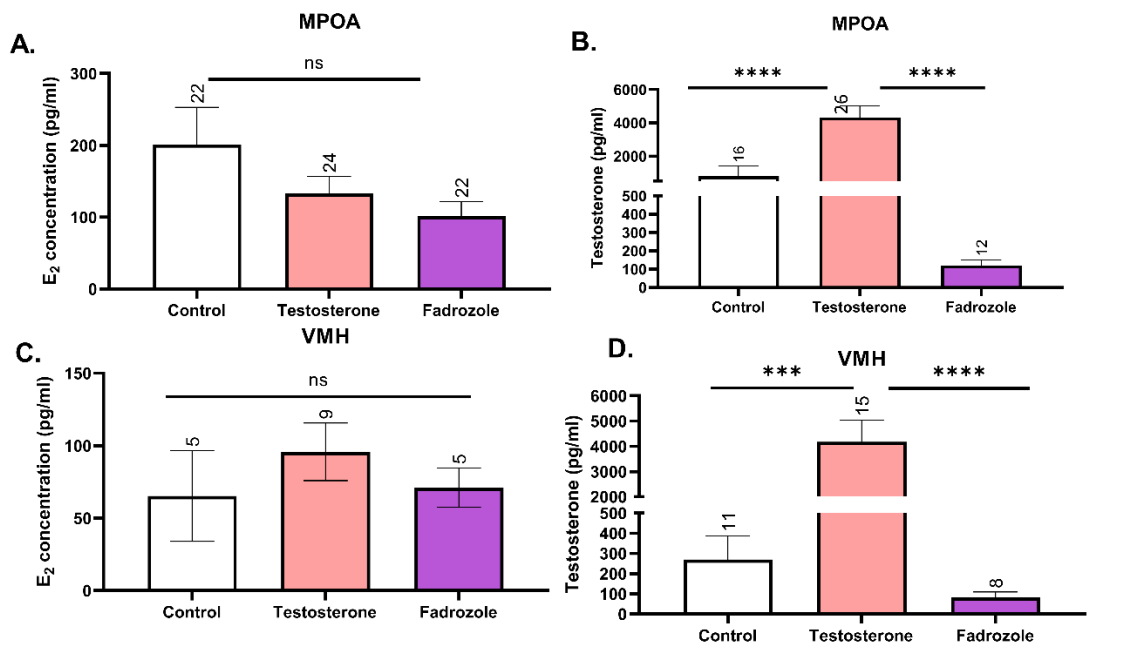 MPOA
A.
E₂ concentration (pg/ml)
300
200
100
0
ns
22
24
22
Control
Testosterone
Fadrozole
MPOA
B.
Testosterone (pg/ml)
6000
4000
2000
500
400
300
200
100
0
****
****
16
26
12
Control
Testosterone
Fadrozole
VMH
C.
E₂ concentration (pg/ml)
150
100
50
0
ns
5
9
5
Control
Testosterone
Fadrozole
VMH
D.
Testosterone (pg/ml)
6000
5000
4000
3000
2000
500
400
300
200
100
0
***
****
11
15
8
Control
Testosterone
Fadrozole